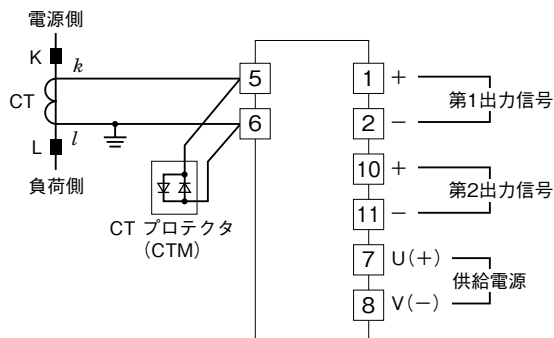 電源側
K
k
CT
L
l
負荷側
CT プロテクタ
(CTM)
5
6
1
+
2
−
第1出力信号
10
+
11
−
第2出力信号
7
U(+)
8
V(−)
供給電源